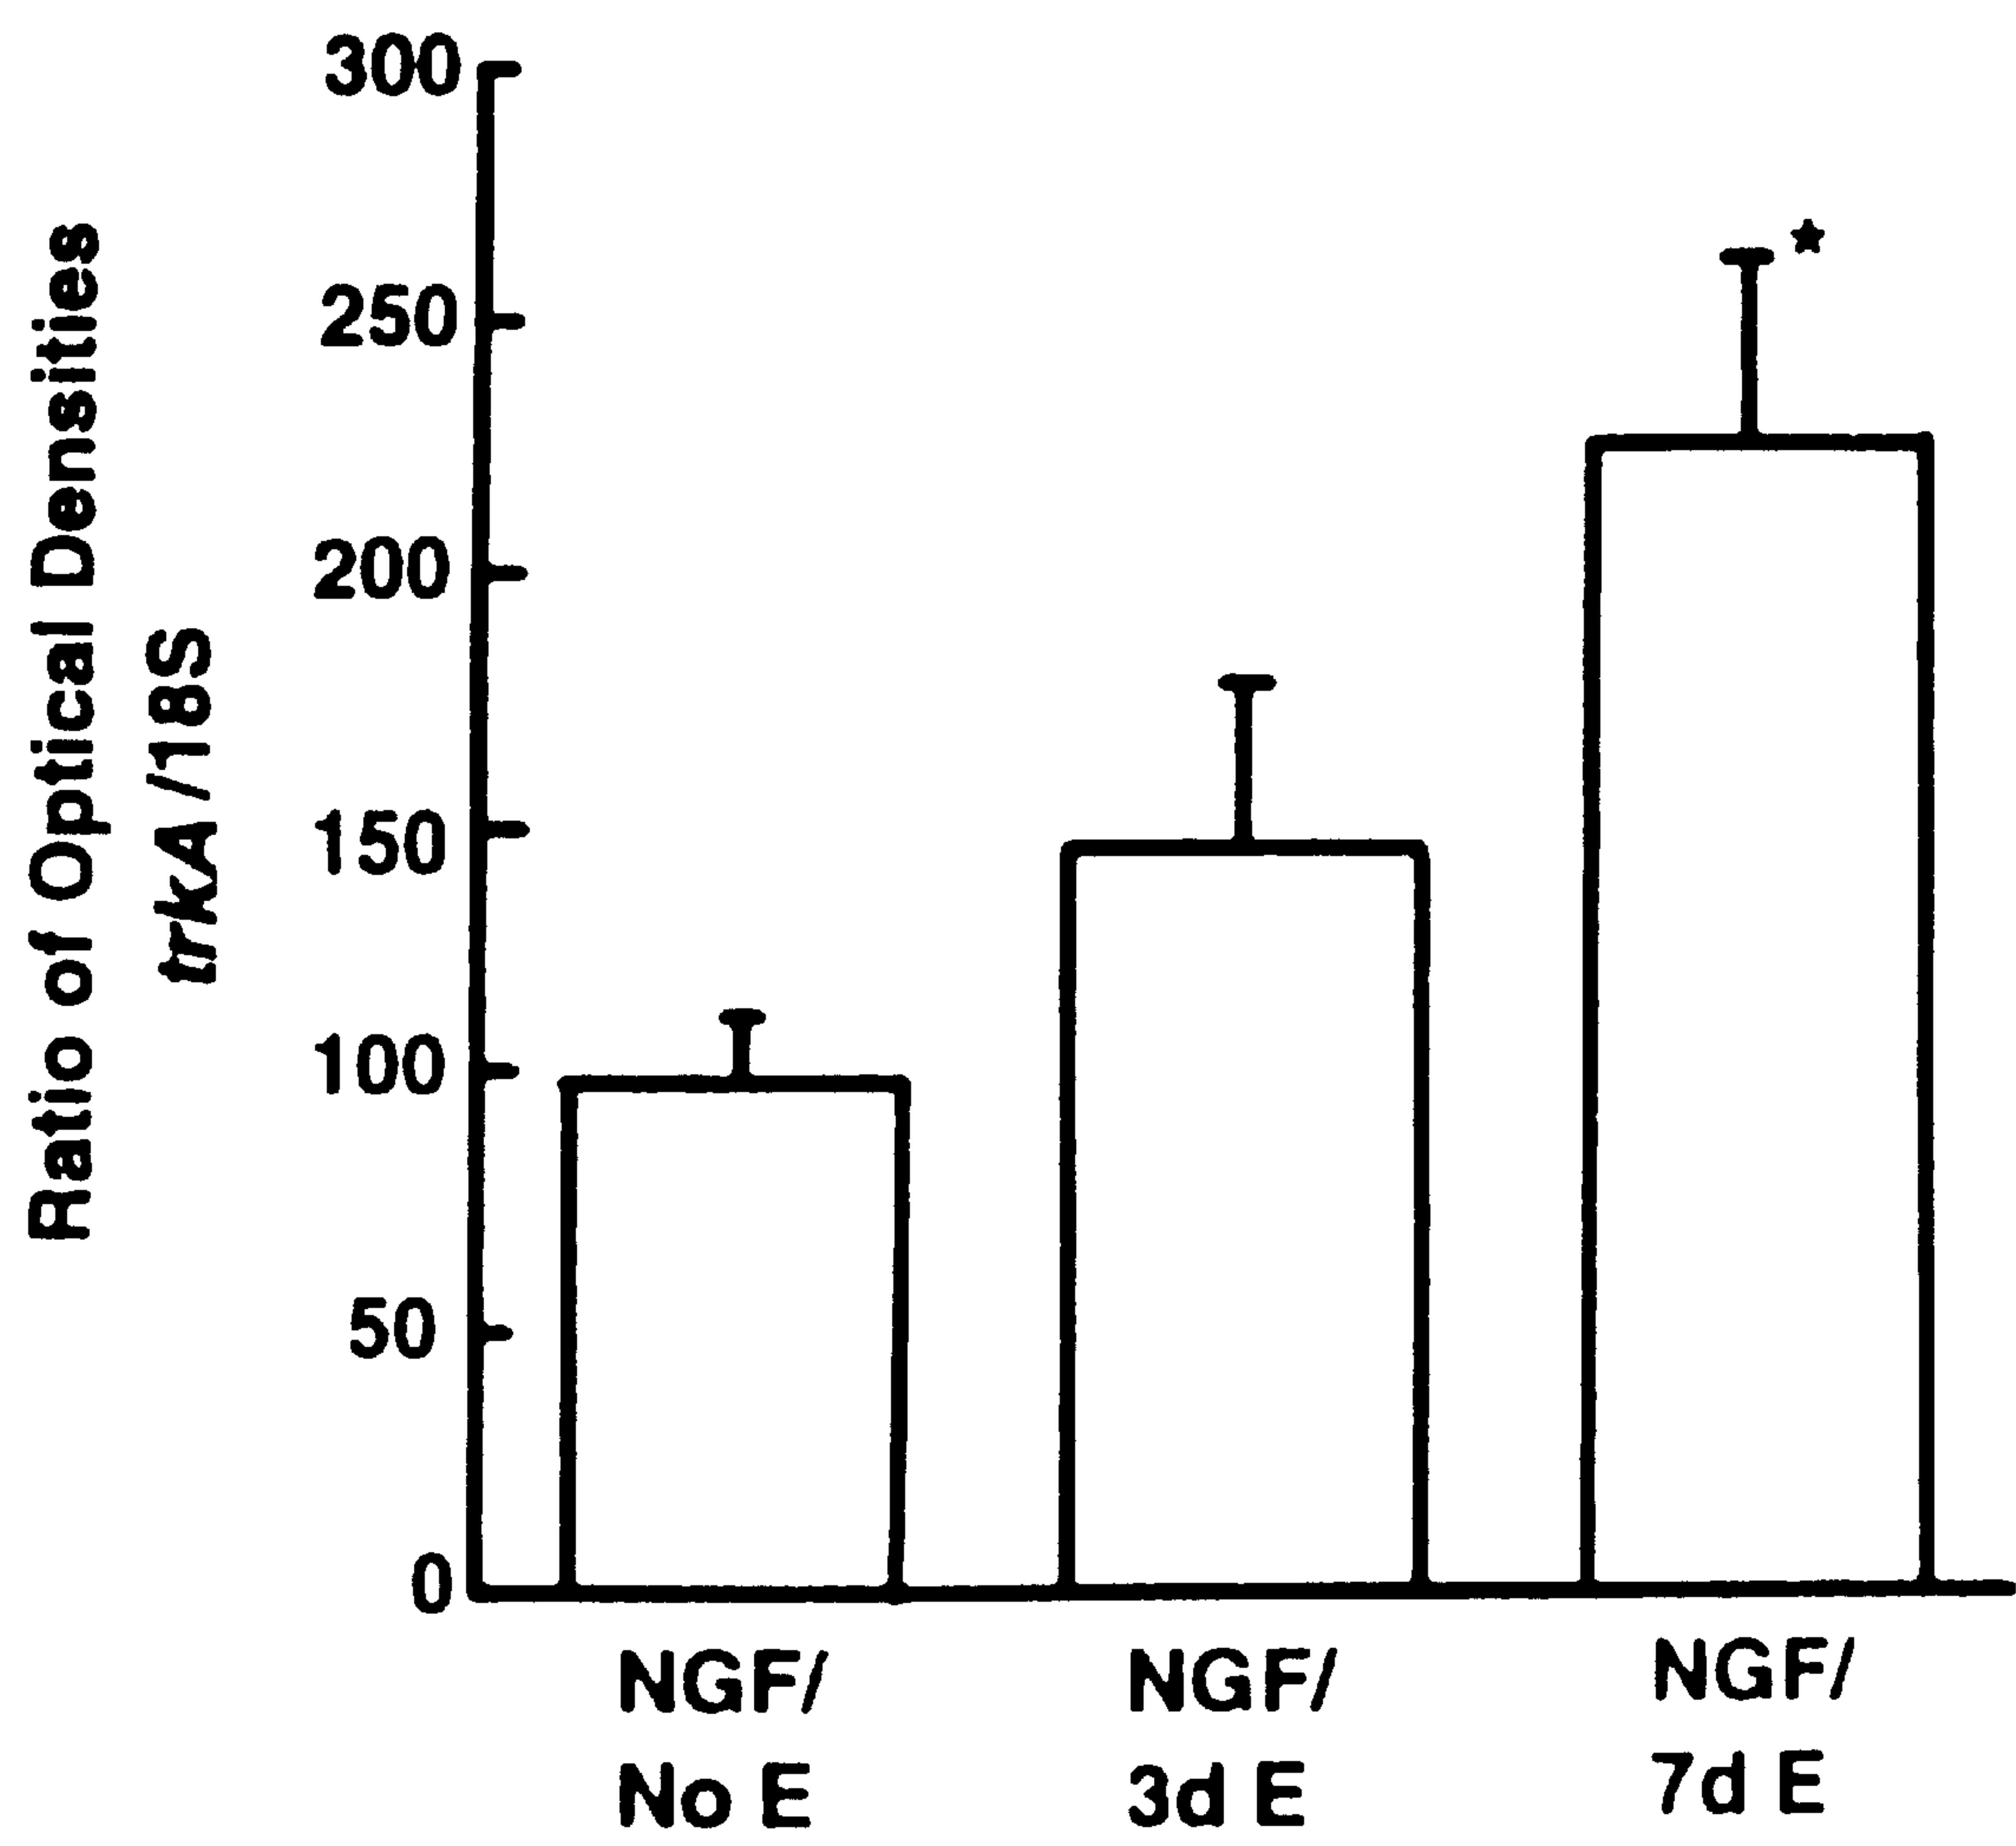 Ratio of Optical Densities
trkA/18S
300
250
200
150
100
50
0
*
NGF/
No E
NGF/
3d E
NGF/
7d E